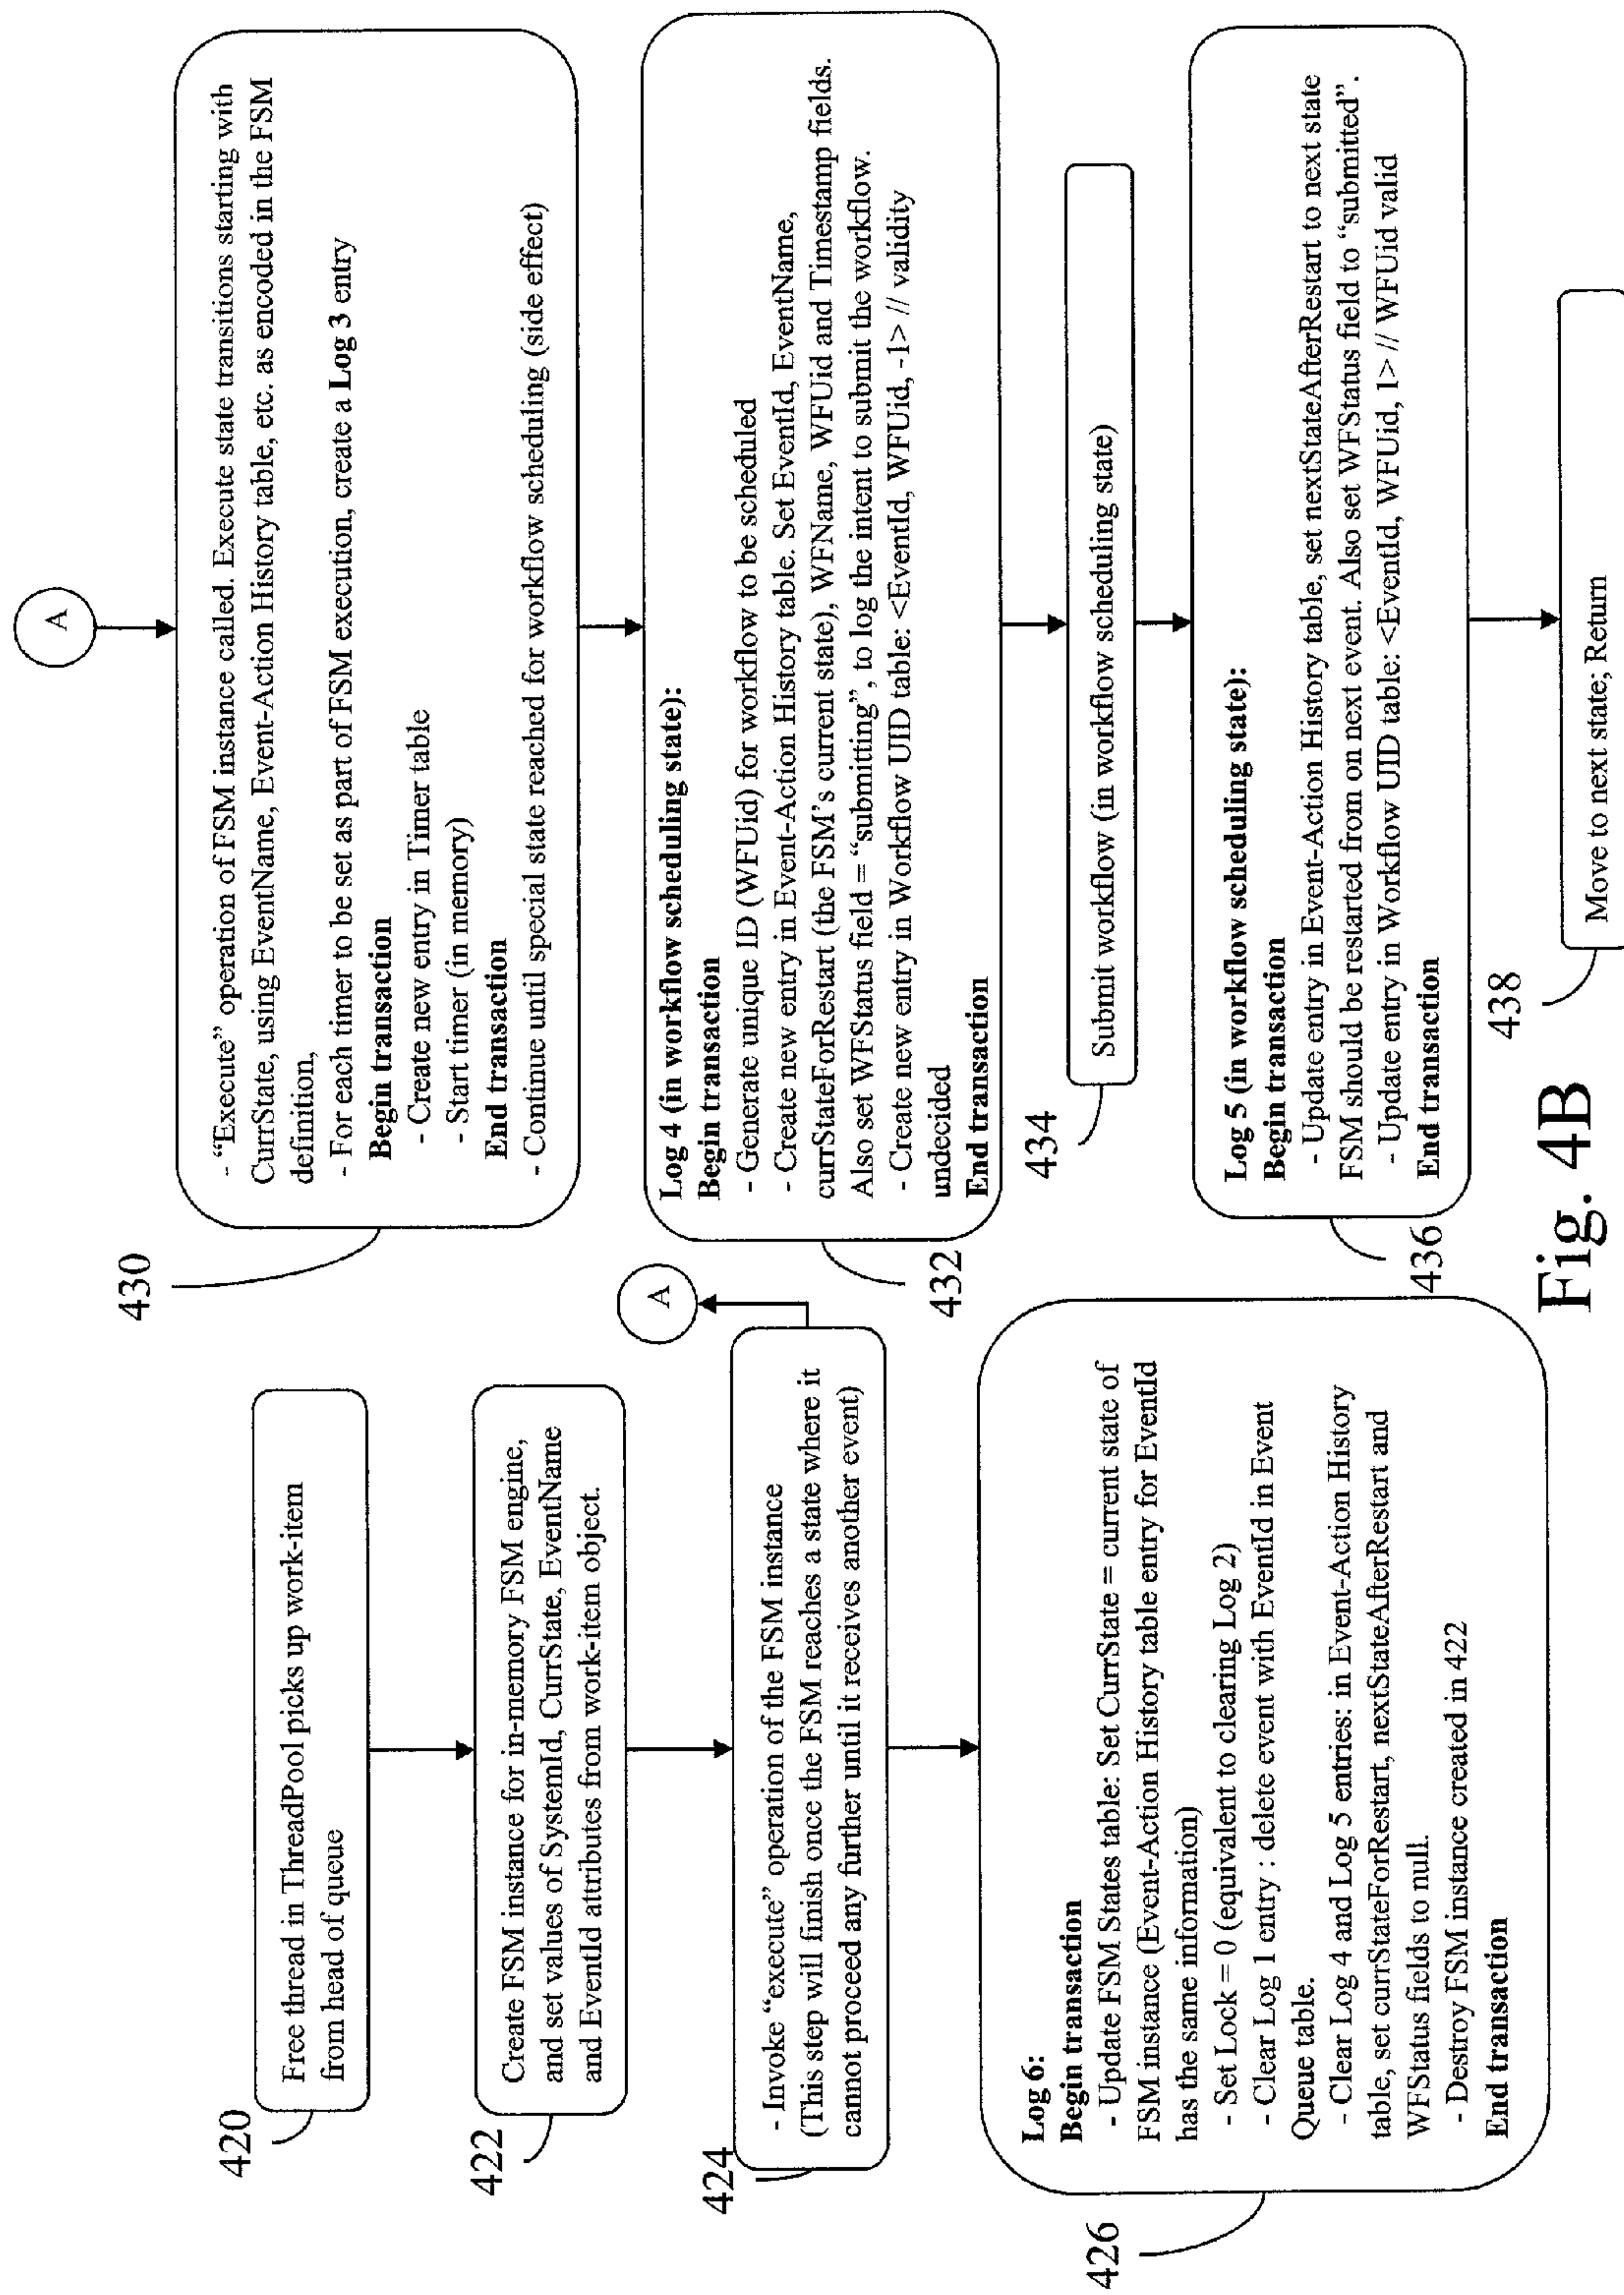 420
Free thread in ThreadPool picks up work-item
from head of queue
422
Create FSM instance for in-memory FSM engine,
and set values of SystemId, CurrState, EventName
and EventId attributes from work-item object.
424
- Invoke “execute” operation of the FSM instance
(This step will finish once the FSM reaches a state where it
cannot proceed any further until it receives another event)
A
426
Log 6:
Begin transaction
- Update FSM States table: Set CurrState = current state of
FSM instance (Event-Action History table entry for EventId
has the same information)
- Set Lock = 0 (equivalent to clearing Log 2)
- Clear Log 1 entry : delete event with EventId in Event
Queue table.
- Clear Log 4 and Log 5 entries: in Event-Action History
table, set currStateForRestart, nextStateAfterRestart and
WFStatus fields to null.
- Destroy FSM instance created in 422
End transaction
A
430
- “Execute” operation of FSM instance called. Execute state transitions starting with
CurrState, using EventName, Event-Action History table, etc. as encoded in the FSM
definition,
- For each timer to be set as part of FSM execution, create a Log 3 entry
Begin transaction
- Create new entry in Timer table
- Start timer (in memory)
End transaction
- Continue until special state reached for workflow scheduling (side effect)
432
Log 4 (in workflow scheduling state):
Begin transaction
- Generate unique ID (WFUid) for workflow to be scheduled
- Create new entry in Event-Action History table. Set EventId, EventName,
currStateForRestart (the FSM’s current state), WFName, WFUid and Timestamp fields.
Also set WFStatus field = “submitting”, to log the intent to submit the workflow.
- Create new entry in Workflow UID table: <EventId, WFUid, -1> // validity
undecided
End transaction
434
Submit workflow (in workflow scheduling state)
436
Log 5 (in workflow scheduling state):
Begin transaction
- Update entry in Event-Action History table, set nextStateAfterRestart to next state
FSM should be restarted from on next event. Also set WFStatus field to “submitted”.
- Update entry in Workflow UID table: <EventId, WFUid, 1> // WFUid valid
End transaction
438
Move to next state; Return
Fig. 4B